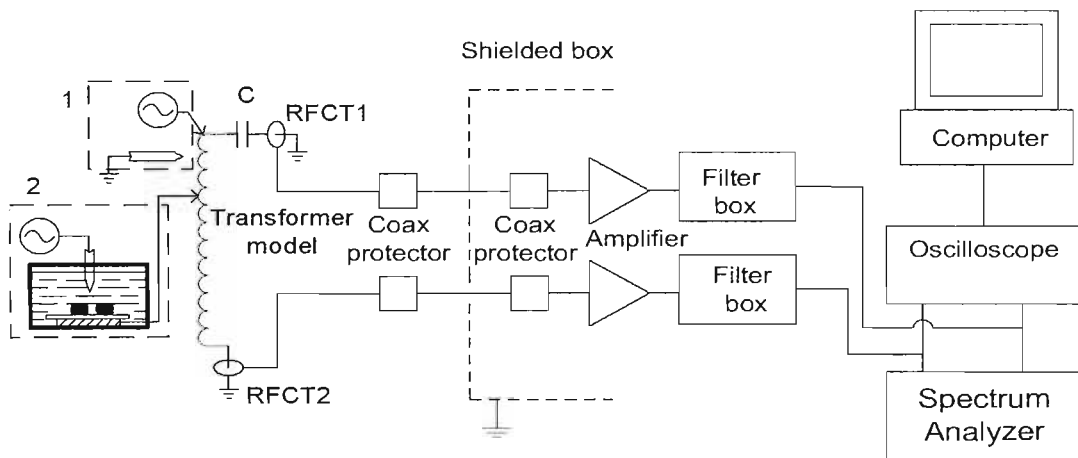 Shielded box
1
C
RFCT1
Computer
2
Transformer
model
Coax
protector
Coax
protector
Amplifier
Filter
box
Oscilloscope
Filter
box
RFCT2
Spectrum
Analyzer